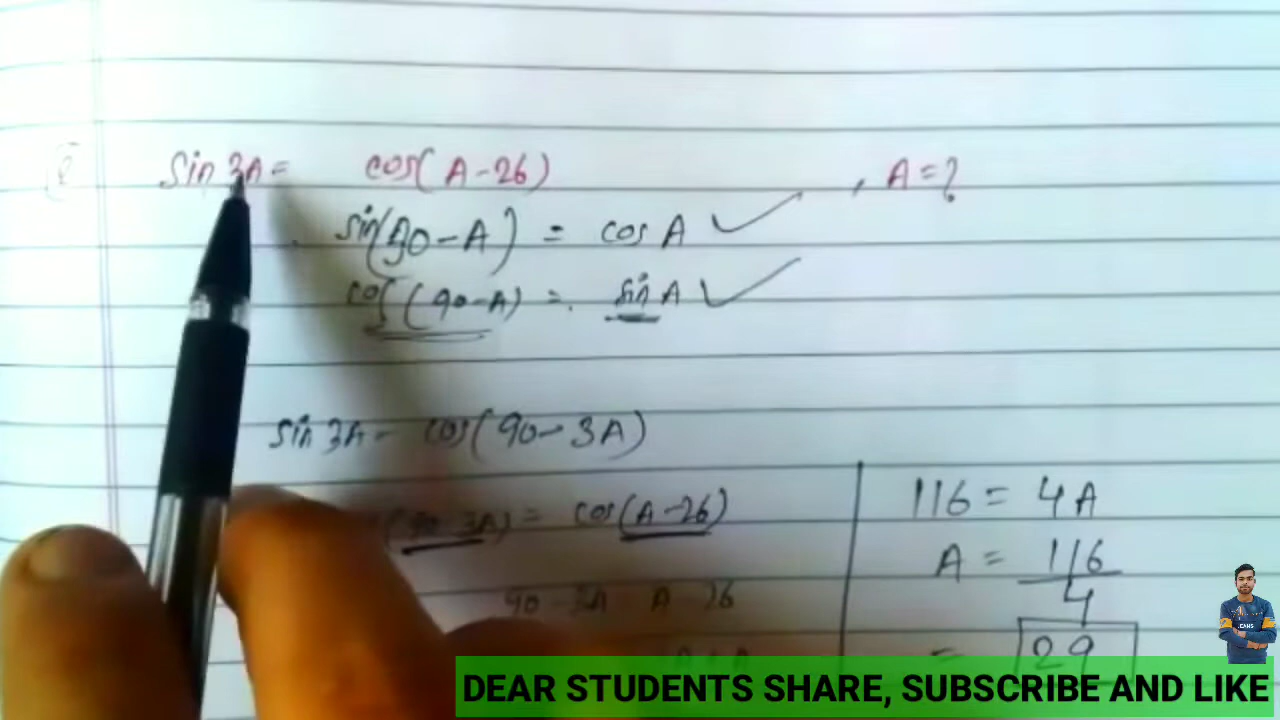 Sin 3A = cos(A-26) , A = ?
sin(90-A) = cos A
cos(90-A) = sin A
sin 3A = cos(90-3A)
(90-3A) = cos(A-26)
90-3A A-26
116 = 4A
A = 116
4
= 29
DEAR STUDENTS SHARE, SUBSCRIBE AND LIKE